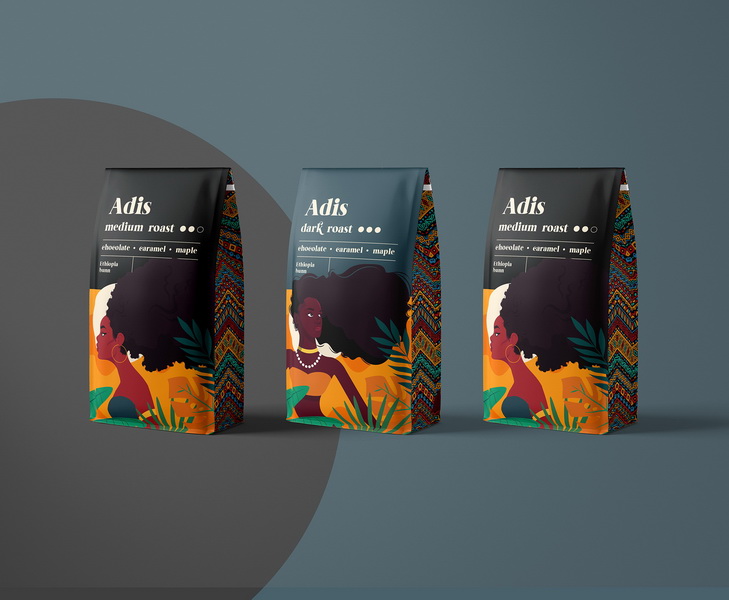 Adis
medium roast
chocolate • caramel • maple
Ethiopia
bunn
Adis
dark roast
chocolate • caramel • maple
Ethiopia
bunn
Adis
medium roast
chocolate • caramel • maple
Ethiopia
bunn